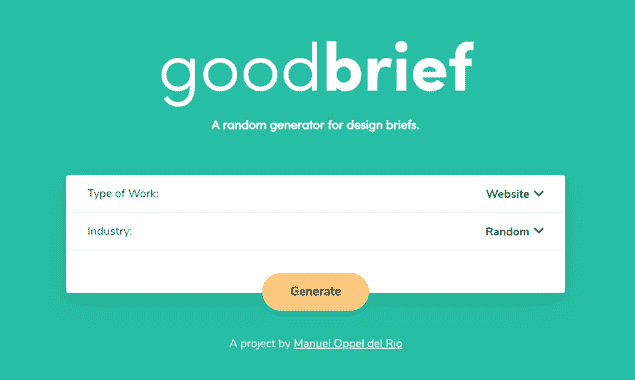 goodbrief
A random generator for design briefs.
Type of Work: Website
Industry: Random
Generate
A project by Manuel Oppel del Rio